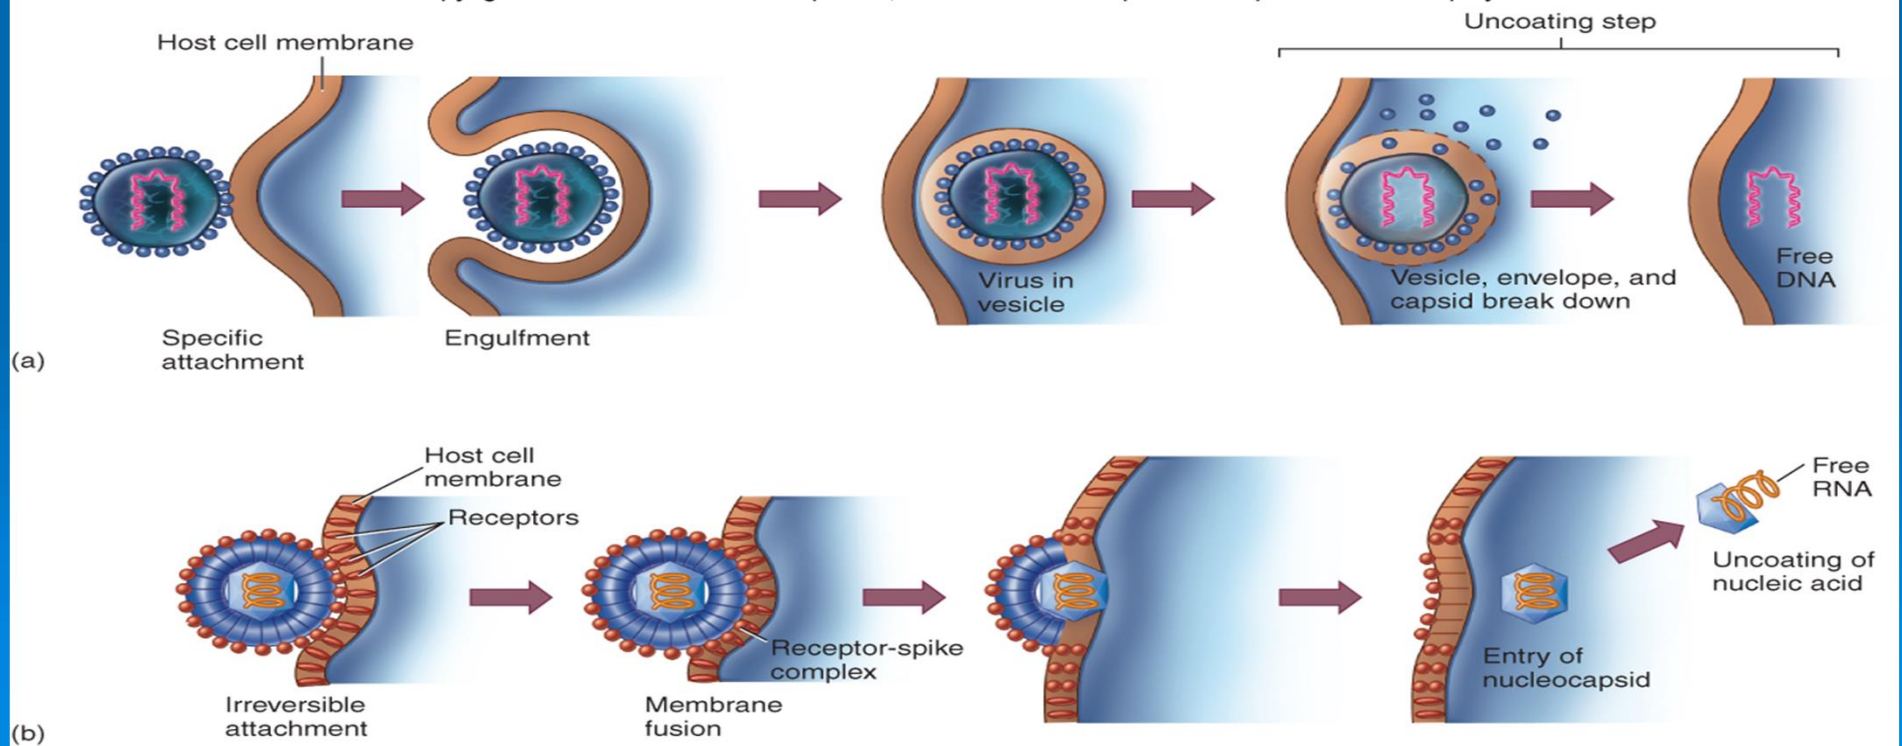 Uncoating step
Host cell membrane
Virus in
vesicle
Vesicle, envelope, and
capsid break down
Free
DNA
Specific
attachment
Engulfment
(a)
Host cell
membrane
Receptors
Free
RNA
Uncoating of
nucleic acid
Receptor-spike
complex
Entry of
nucleocapsid
Irreversible
attachment
Membrane
fusion
(b)